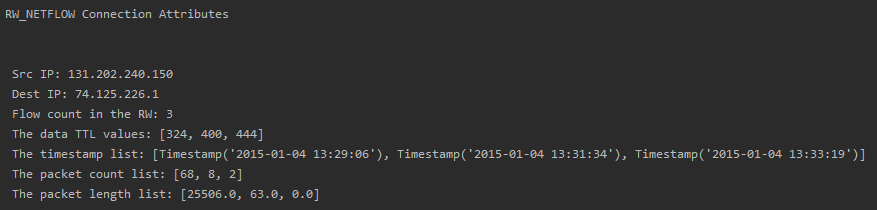 RW_NETFLOW Connection Attributes
Src IP: 131.202.240.150
Dest IP: 74.125.226.1
Flow count in the RW: 3
The data TTL values: [324, 400, 444]
The timestamp list: [Timestamp('2015-01-04 13:29:06'), Timestamp('2015-01-04 13:31:34'), Timestamp('2015-01-04 13:33:19')]
The packet count list: [68, 8, 2]
The packet length list: [25506.0, 63.0, 0.0]